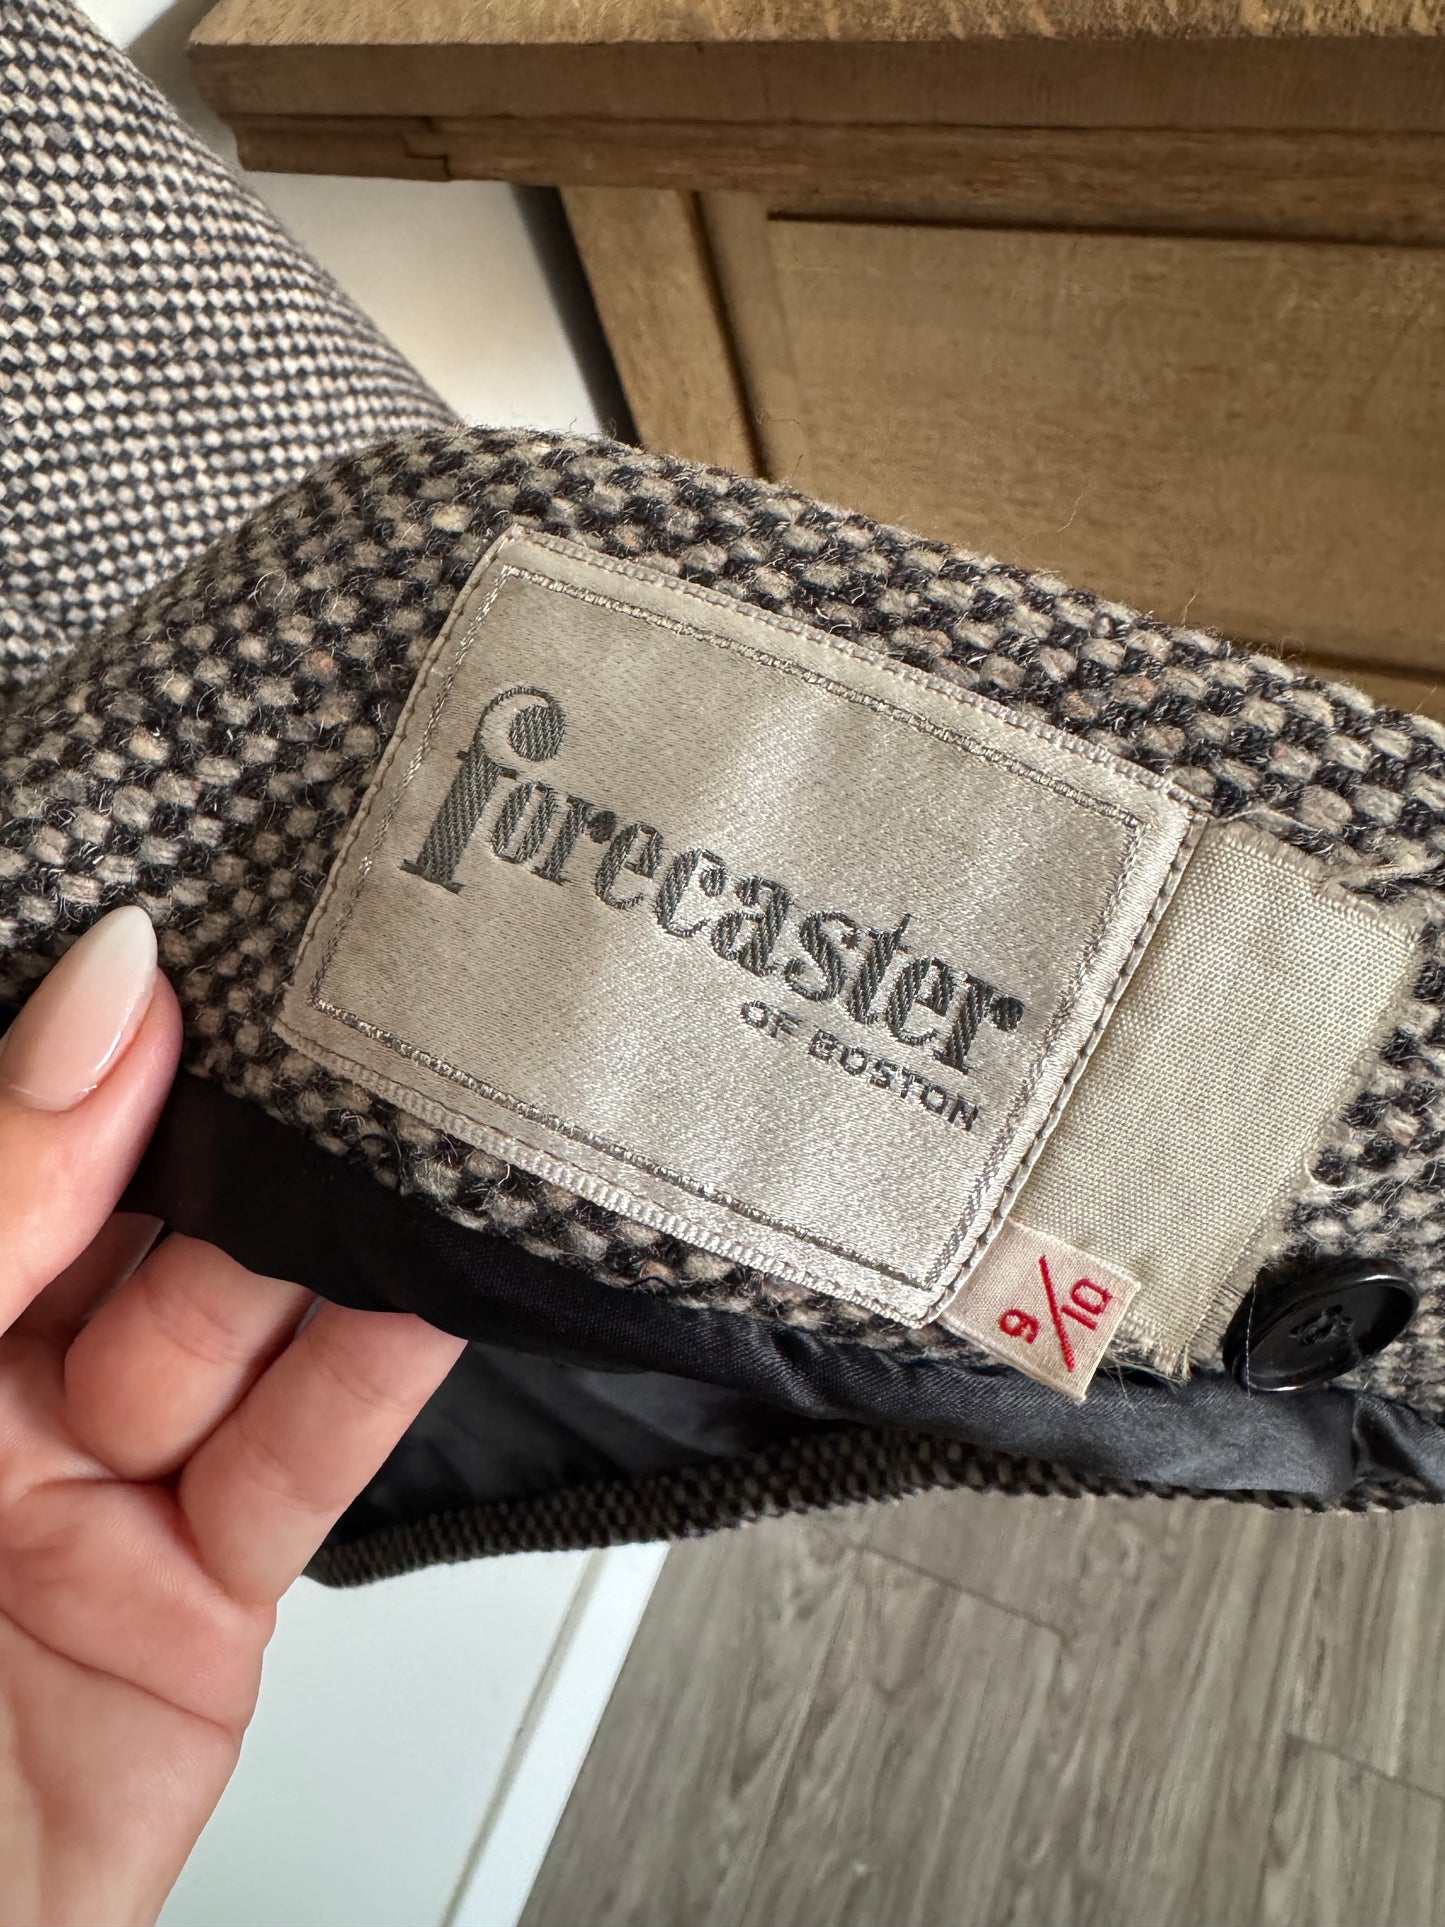 forecaster
OF BOSTON
9/10